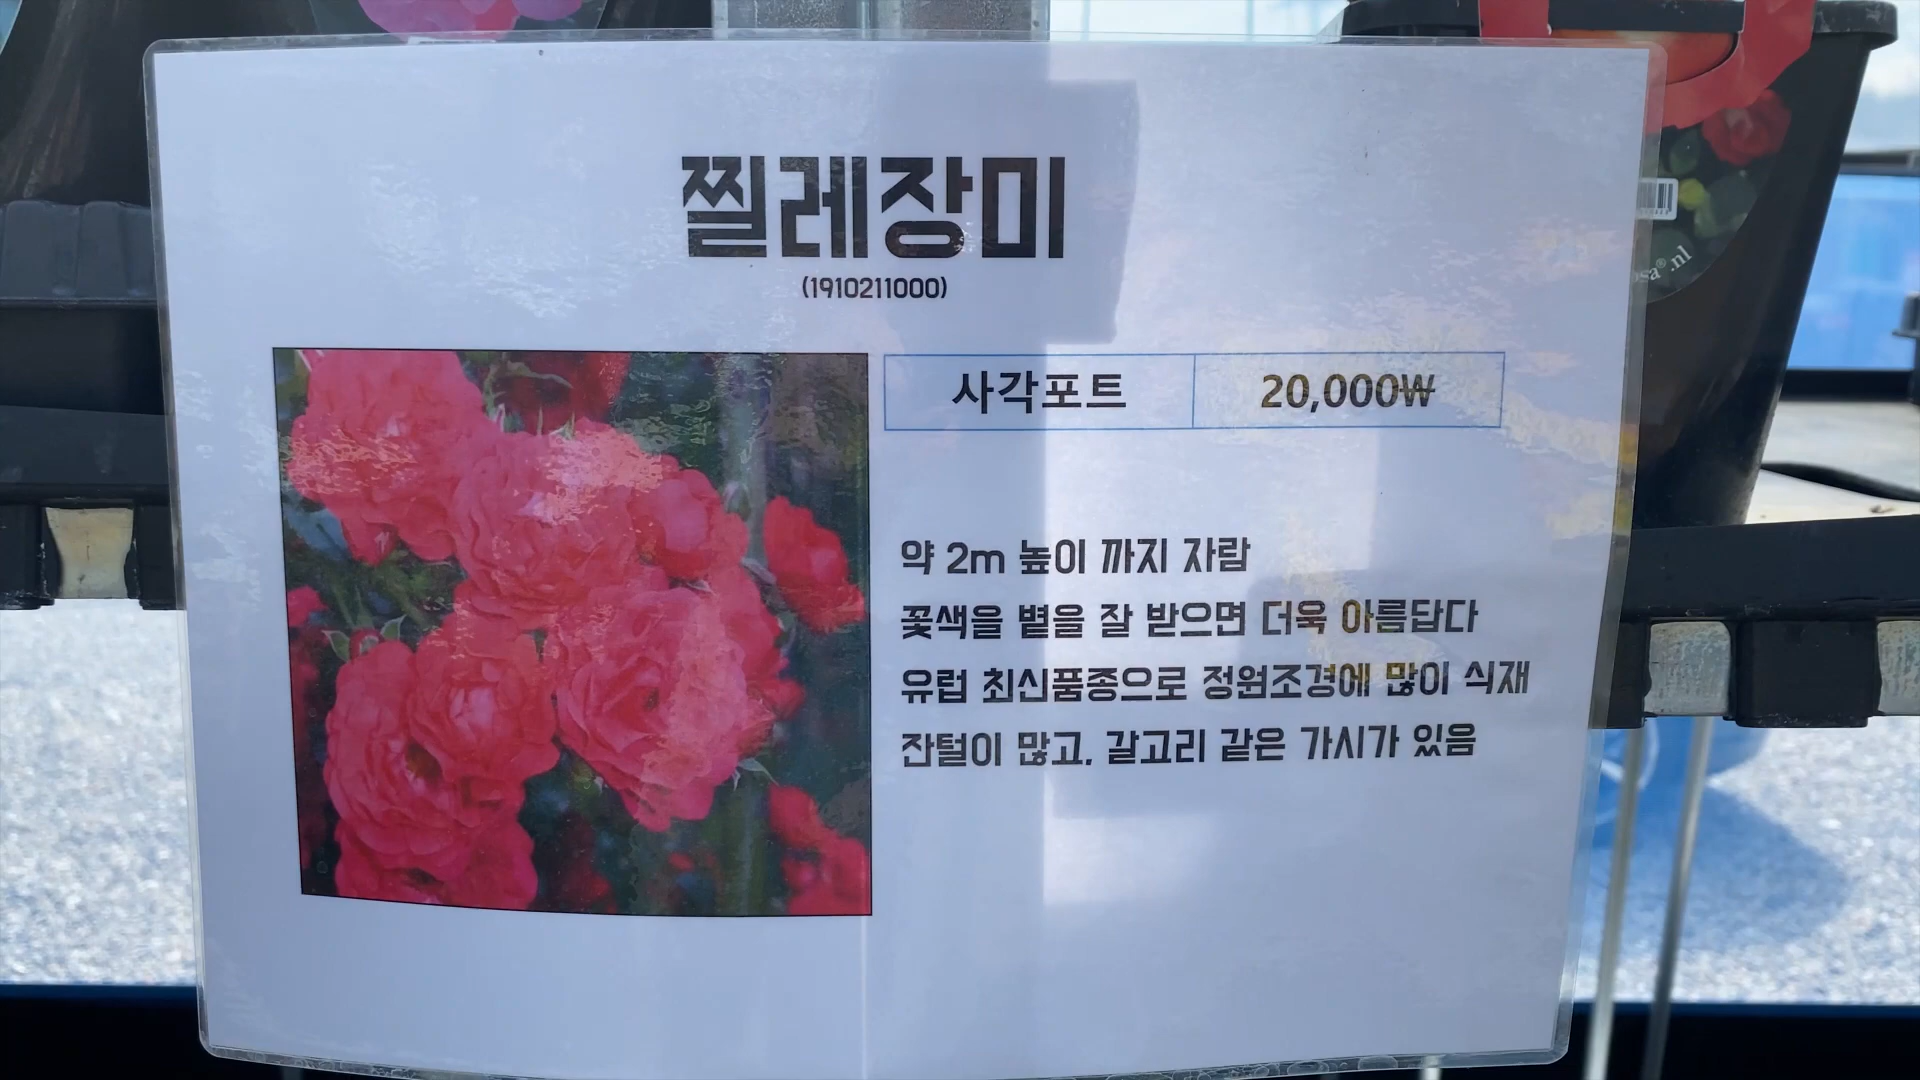 찔레장미
(1910211000)
사각포트 20,000₩
약 2m 높이 까지 자람
꽃색을 볕을 잘 받으면 더욱 아름답다
유럽 최신품종으로 정원조경에 많이 식재
잔털이 많고, 갈고리 같은 가시가 있음
.nl